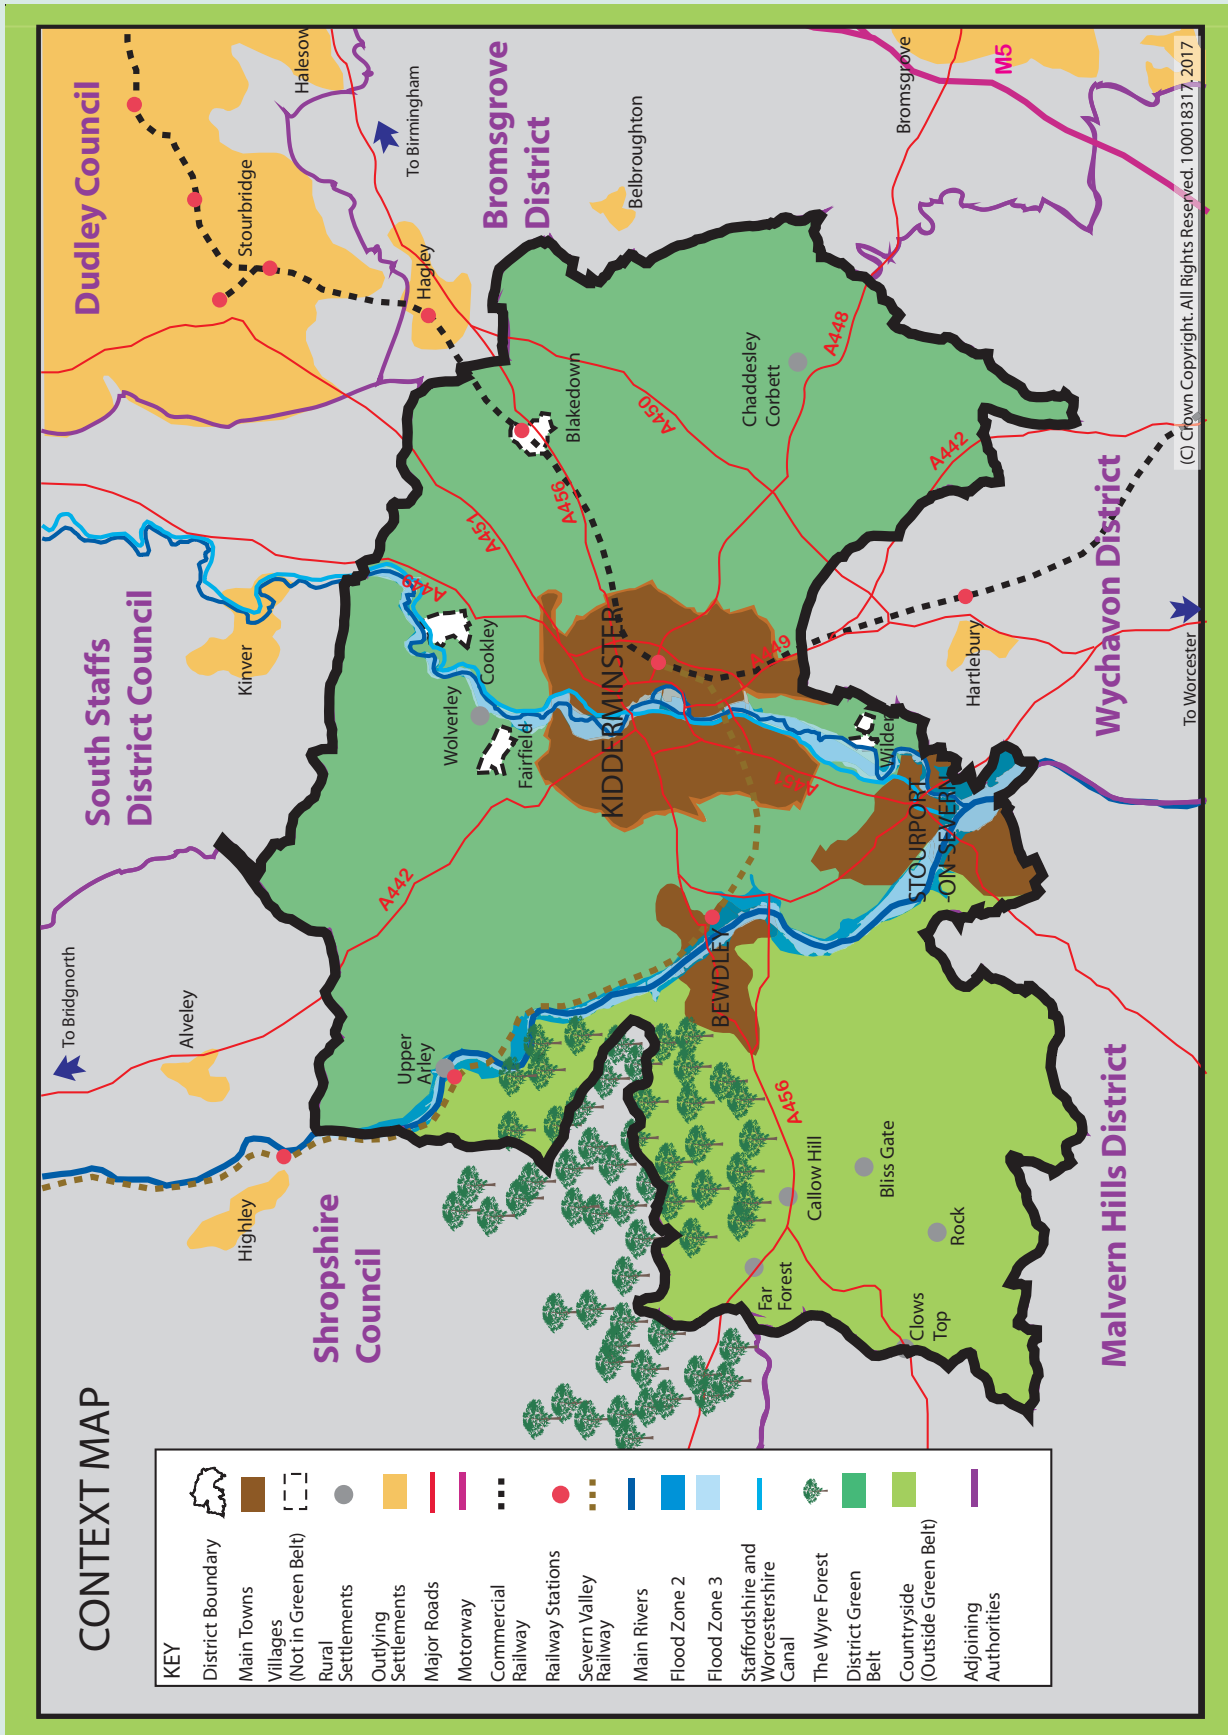 CONTEXT MAP
KEY
District Boundary
Main Towns
Villages
(Not in Green Belt)
Rural
Settlements
Outlying
Settlements
Major Roads
Motorway
Commercial
Railway
Railway Stations
Severn Valley
Railway
Main Rivers
Flood Zone 2
Flood Zone 3
Staffordshire and
Worcestershire
Canal
The Wyre Forest
District Green
Belt
Countryside
(Outside Green Belt)
Adjoining
Authorities
Shropshire
Council
South Staffs
District Council
Dudley Council
Bromsgrove
District
Wychavon District
Malvern Hills District
To Bridgnorth
Alveley
Highley
Kinver
Stourbridge
Halesow
To Birmingham
Hagley
Belbroughton
Bromsgrove
M5
Blakedown
Chaddesley
Corbett
A448
A450
A442
A456
A451
A449
Cookley
Wolverley
Fairfield
KIDDERMINSTER
A449
A451
A442
Wilden
Hartlebury
To Worcester
STOURPORT
-ON-SEVERN
BEWDLEY
Upper
Arley
A456
Callow Hill
Bliss Gate
Rock
Far
Forest
Clows
Top
(C) Crown Copyright. All Rights Reserved. 100018317. 2017